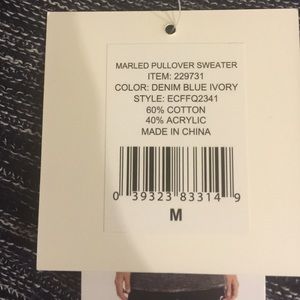 MARLED PULLOVER SWEATER
ITEM: 229731
COLOR: DENIM BLUE IVORY
STYLE: ECFFQ2341
60% COTTON
40% ACRYLIC
MADE IN CHINA
0 39323 83314 9
M